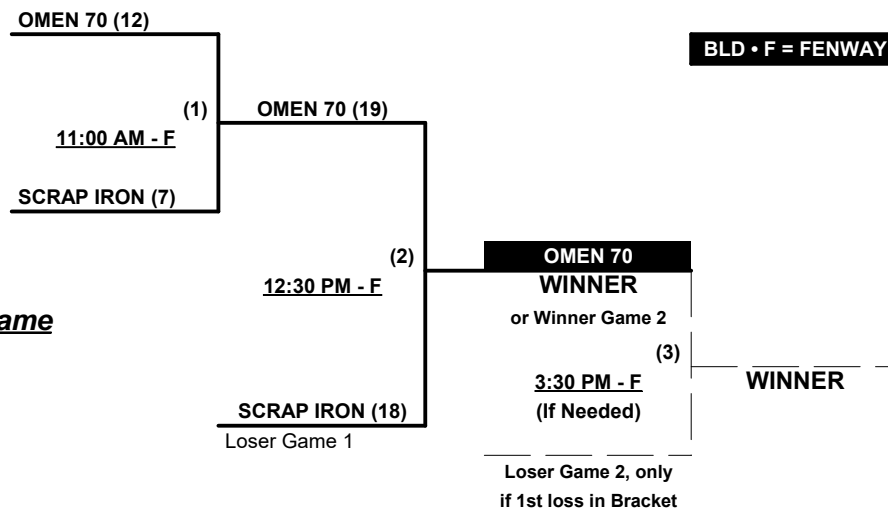 OMEN 70 (12)
BLD • F = FENWAY
(1)
OMEN 70 (19)
11:00 AM - F
SCRAP IRON (7)
(2)
OMEN 70
12:30 PM - F
WINNER
or Winner Game 2
ame
(3)
3:30 PM - F
WINNER
(If Needed)
SCRAP IRON (18)
Loser Game 1
Loser Game 2, only
if 1st loss in Bracket